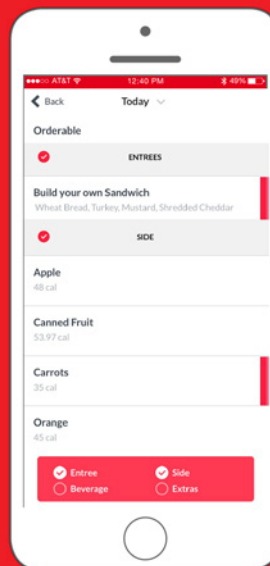 AT&T 12:40 PM 49%
Back Today
Orderable
ENTREES
Build your own Sandwich
Wheat Bread, Turkey, Mustard, Shredded Cheddar
SIDE
Apple
48 cal
Canned Fruit
53.97 cal
Carrots
35 cal
Orange
45 cal
Entree Side
Beverage Extras